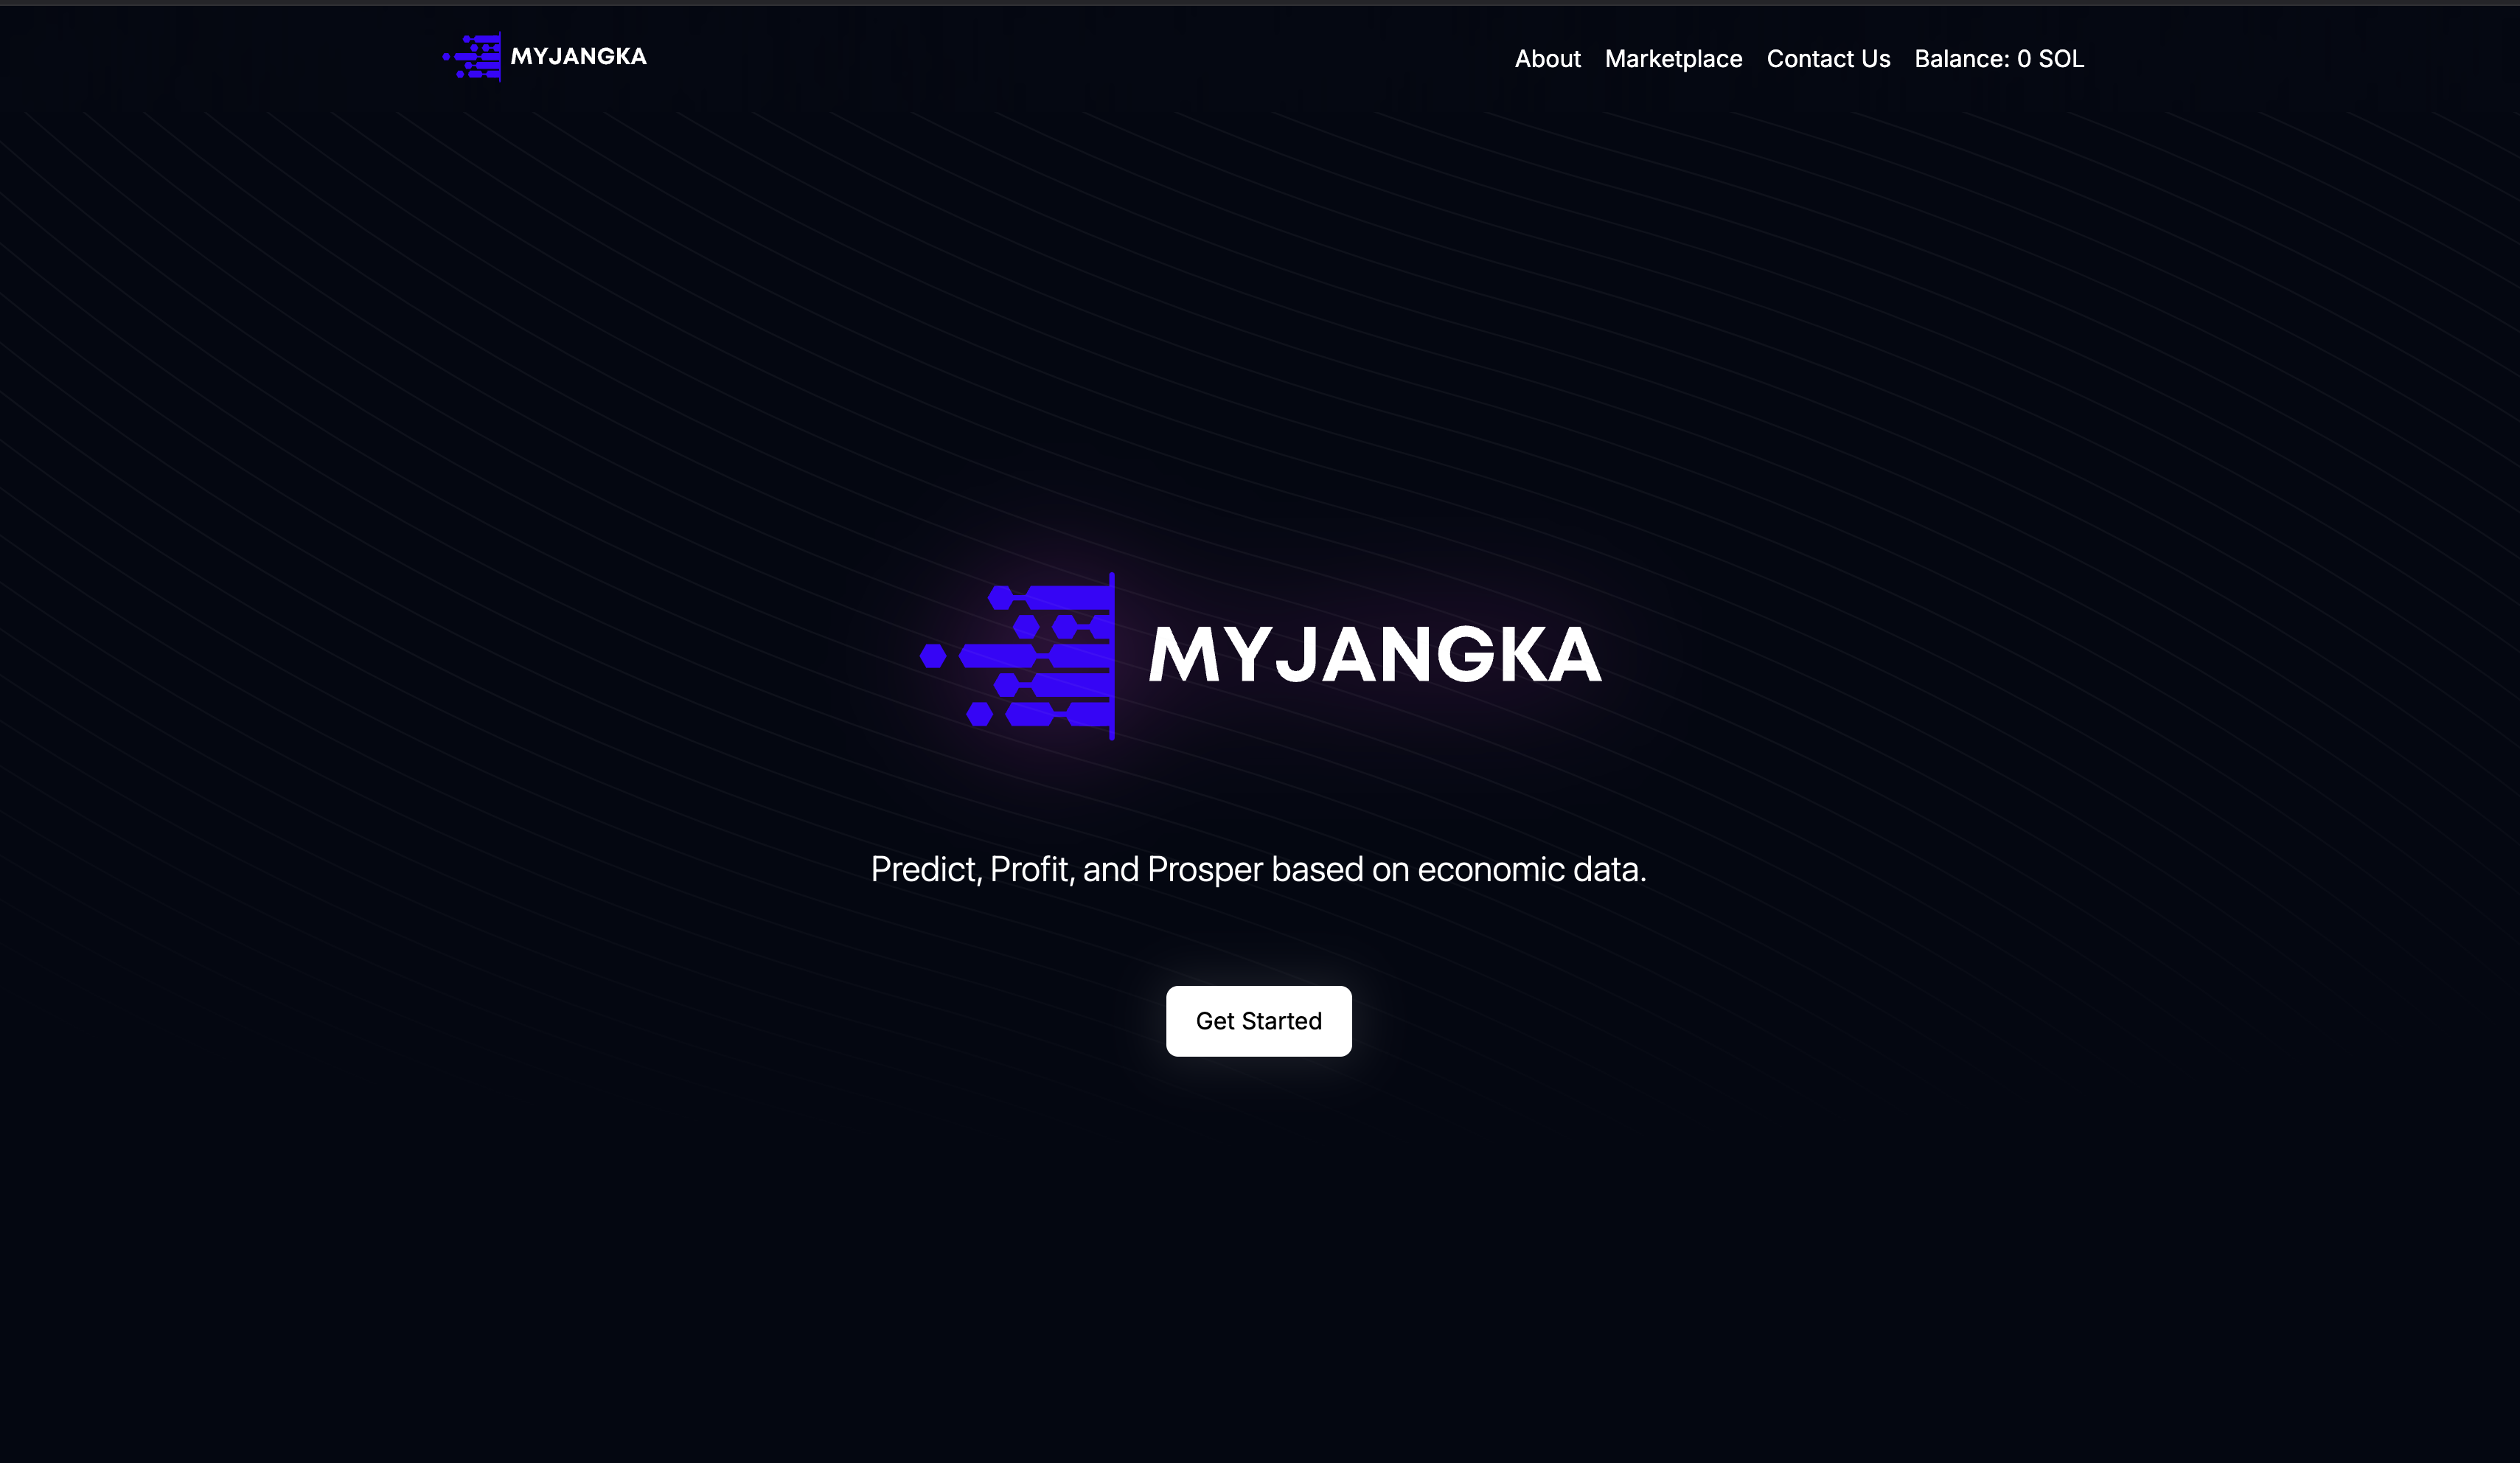 MYJANGKA
About Marketplace Contact Us Balance: 0 SOL
MYJANGKA
Predict, Profit, and Prosper based on economic data.
Get Started